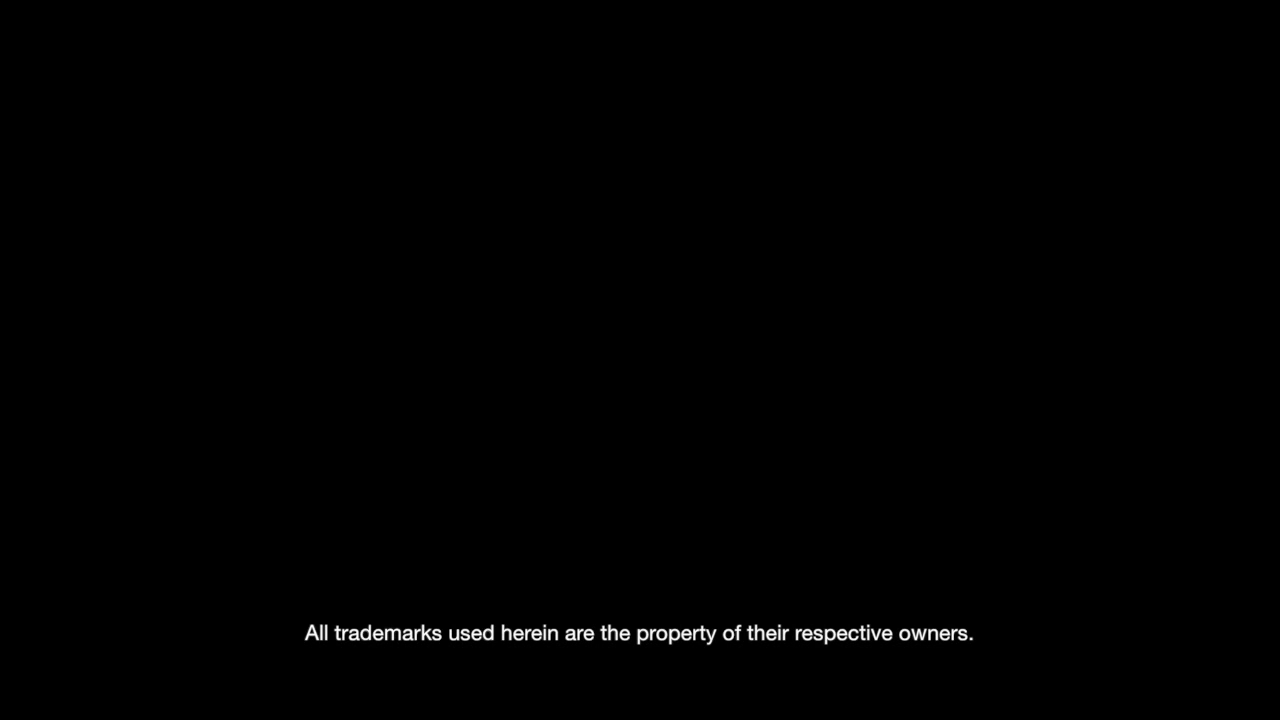 All trademarks used herein are the property of their respective owners.